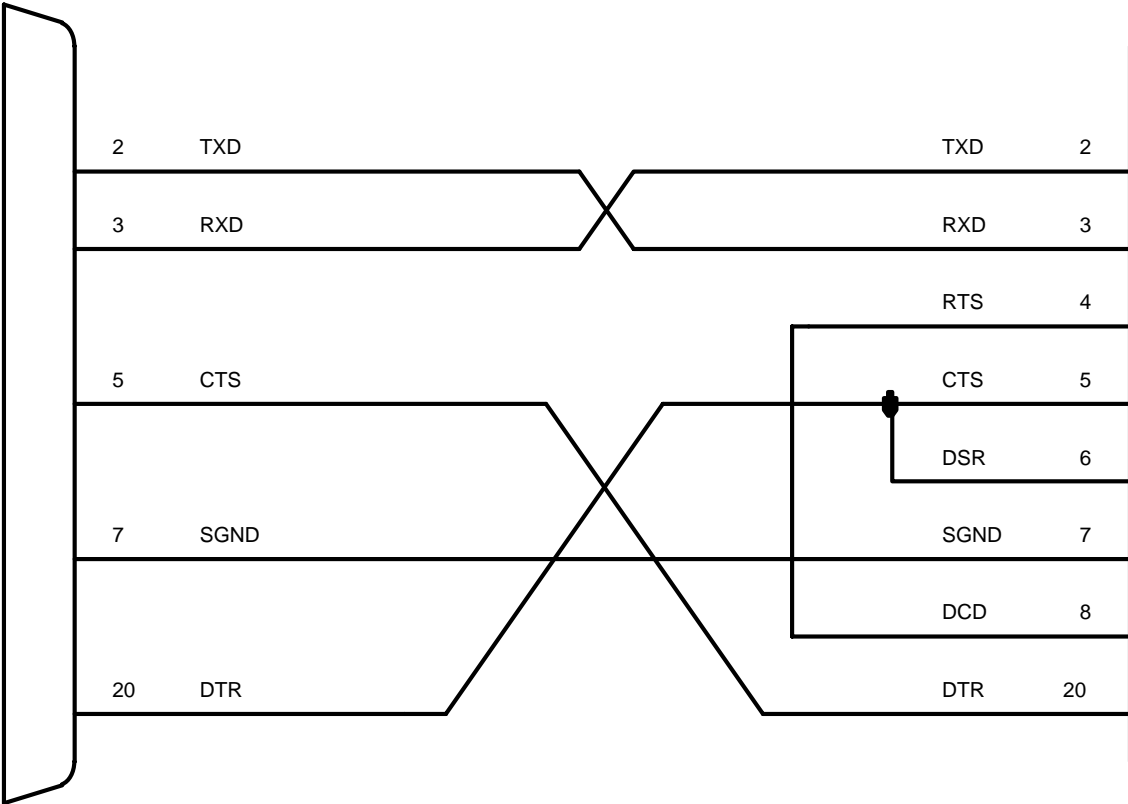 2 TXD TXD 2
3 RXD RXD 3
RTS 4
5 CTS CTS 5
DSR 6
7 SGND SGND 7
DCD 8
20 DTR DTR 20